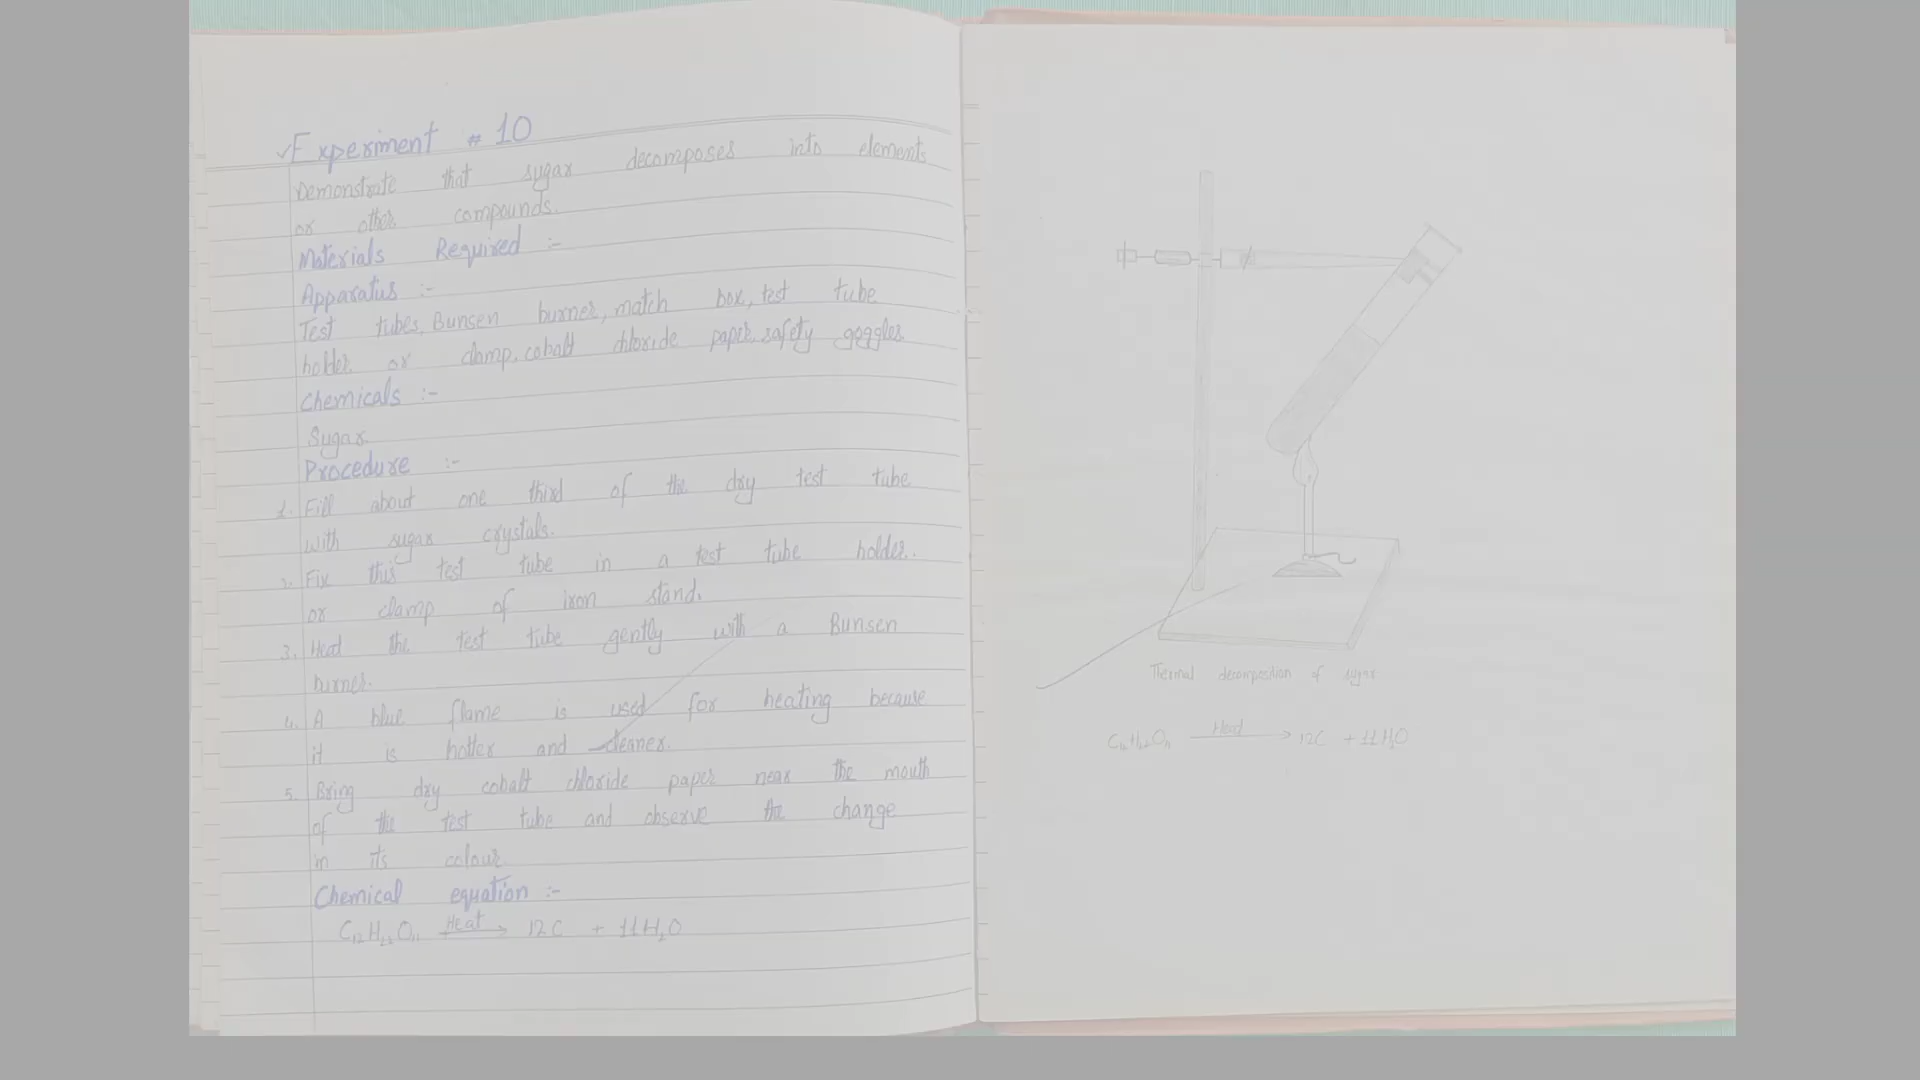 Experiment # 10
Demonstrate that sugar decomposes into elements
or other compounds.
Materials Required :-
Apparatus :-
Test tubes, Bunsen burner, match box, test tube
holder or clamp, cobalt chloride paper, safety goggles.
Chemicals :-
Sugar.
Procedure :-
1. Fill about one third of the dry test tube
with sugar crystals.
2. Fix this test tube in a test tube holder.
or clamp of iron stand.
3. Heat the test tube gently with a Bunsen
burner.
4. A blue flame is used for heating because
it is hotter and cleaner.
5. Bring dry cobalt chloride paper near the mouth
of the test tube and observe the change
in its colour.
Chemical equation :-
C₁₂H₂₂O₁₁ Heat → 12C + 11H₂O
Thermal decomposition of sugar
C₁₂H₂₂O₁₁ Heat → 12C + 11H₂O